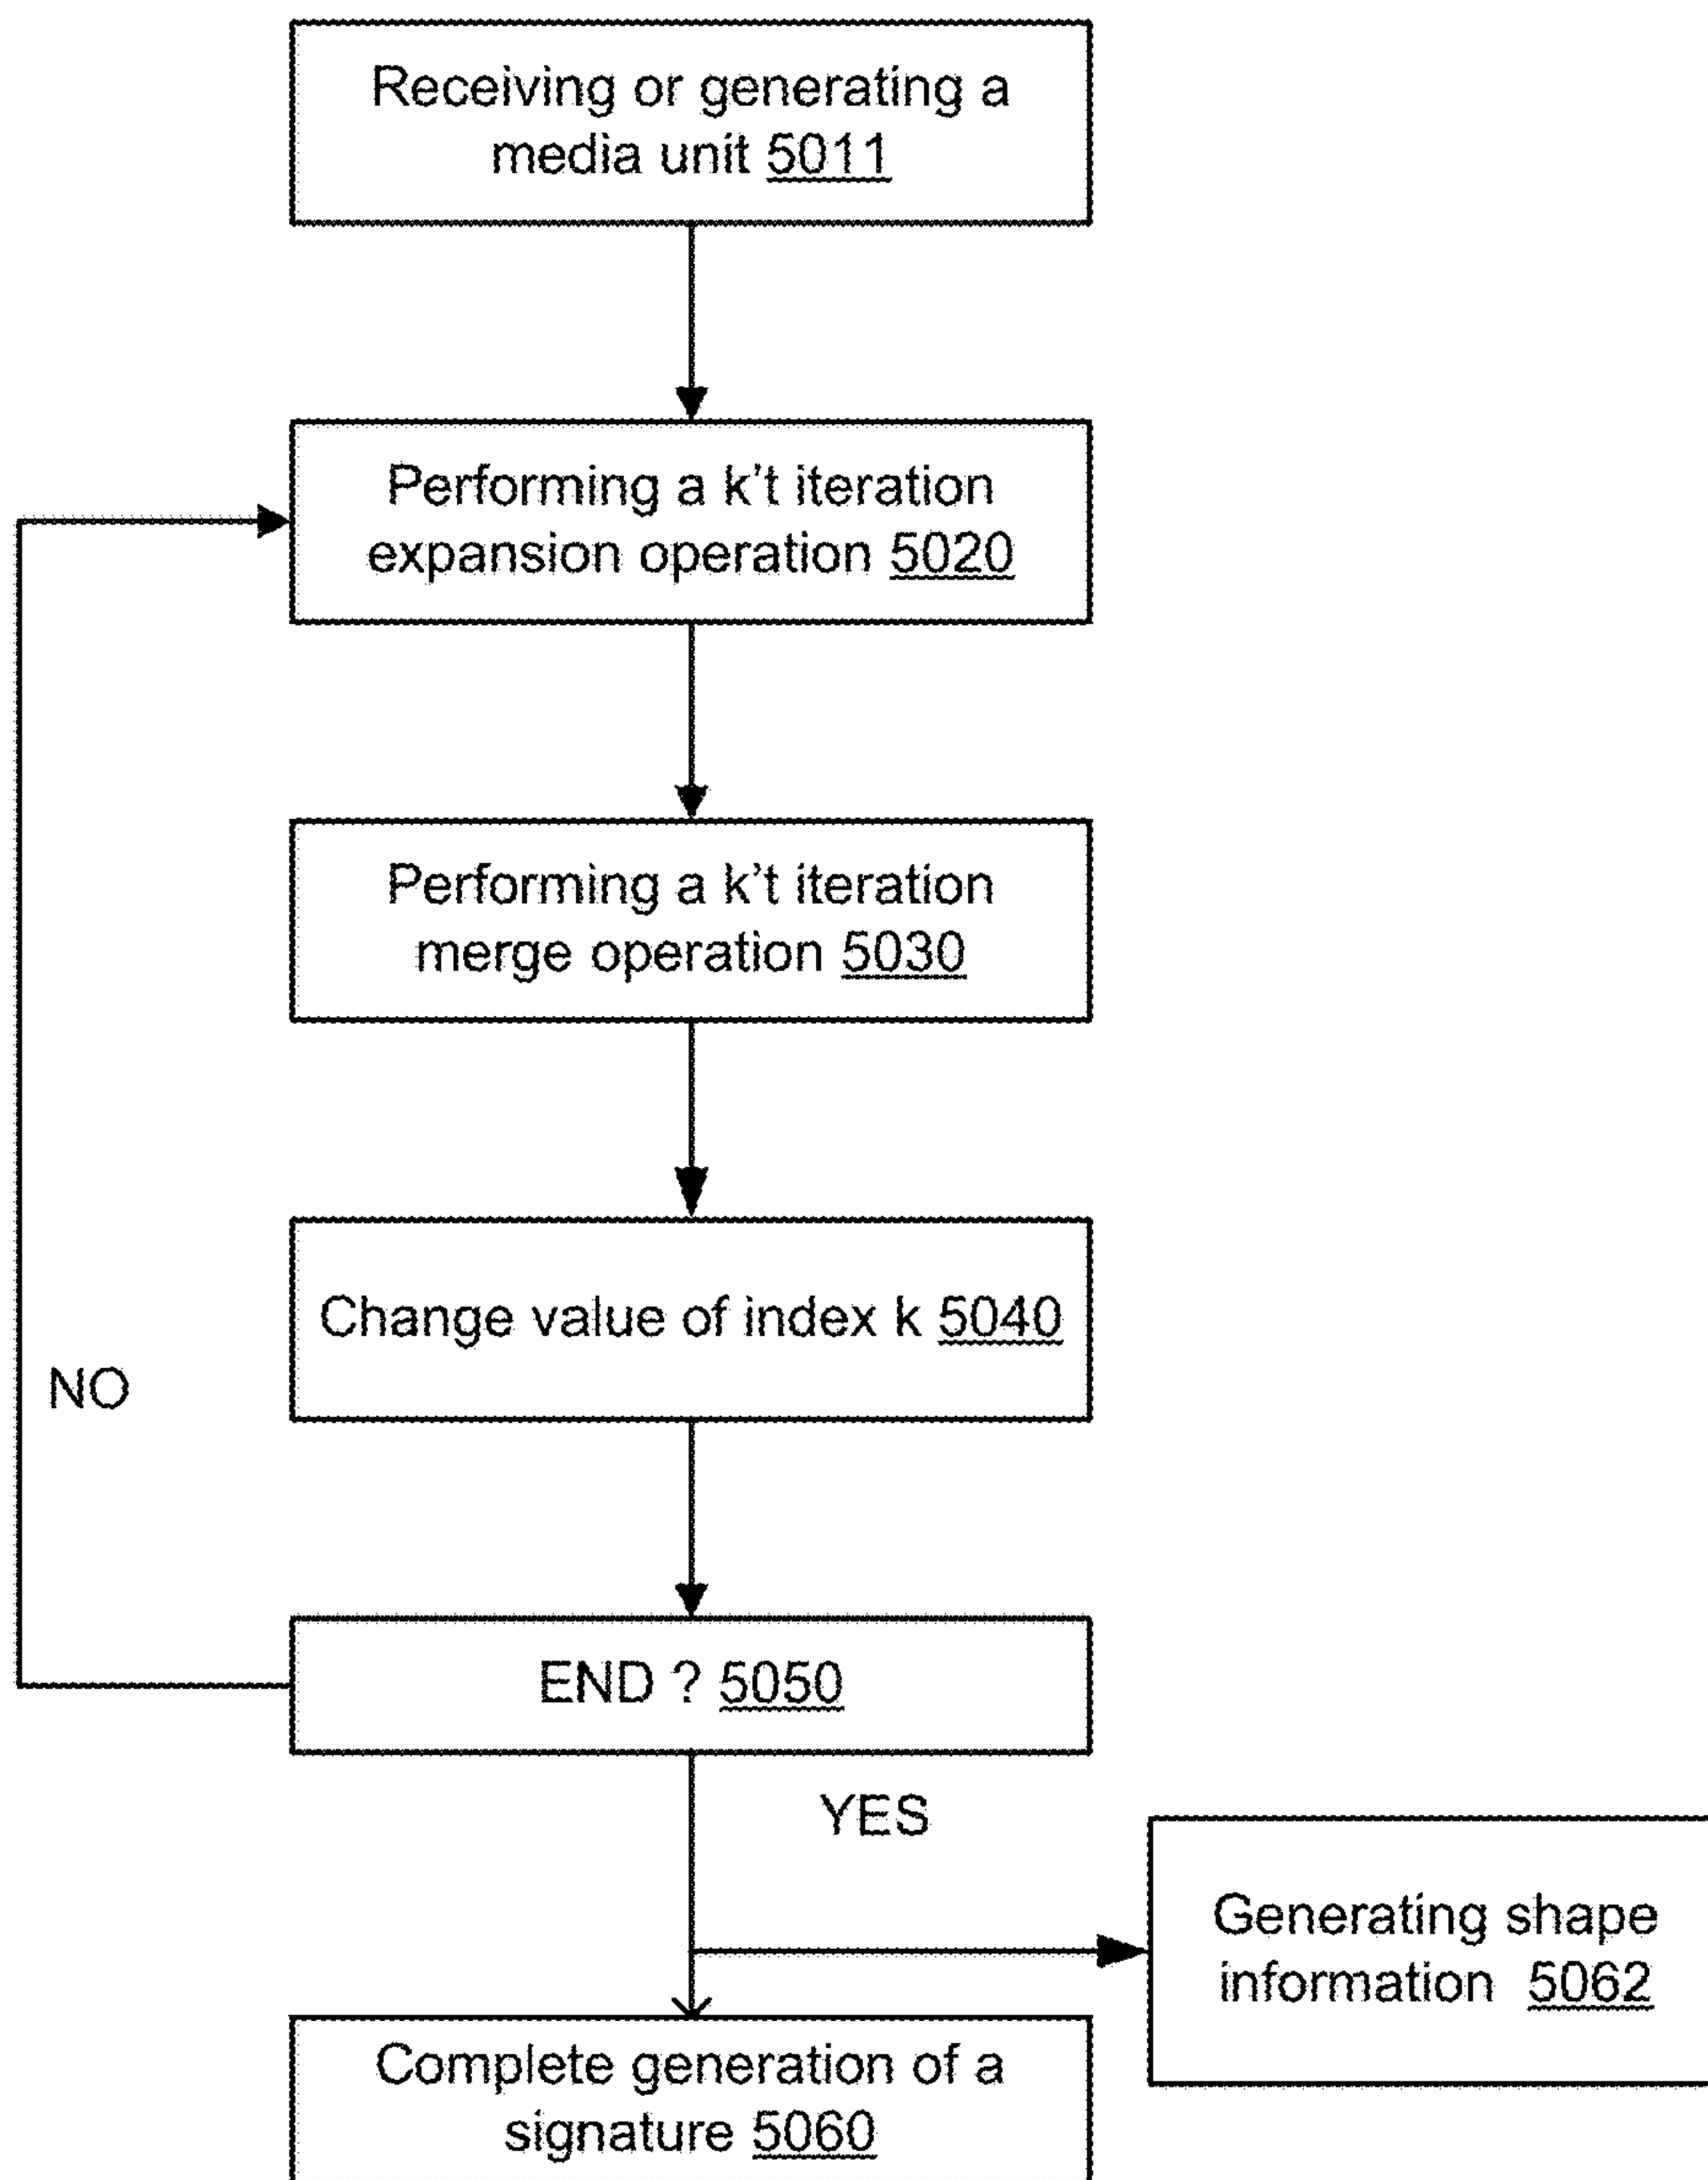 Receiving or generating a
media unit 5011
Performing a k't iteration
expansion operation 5020
Performing a k't iteration
merge operation 5030
Change value of index k 5040
NO
END ? 5050
YES
Generating shape
information 5062
Complete generation of a
signature 5060